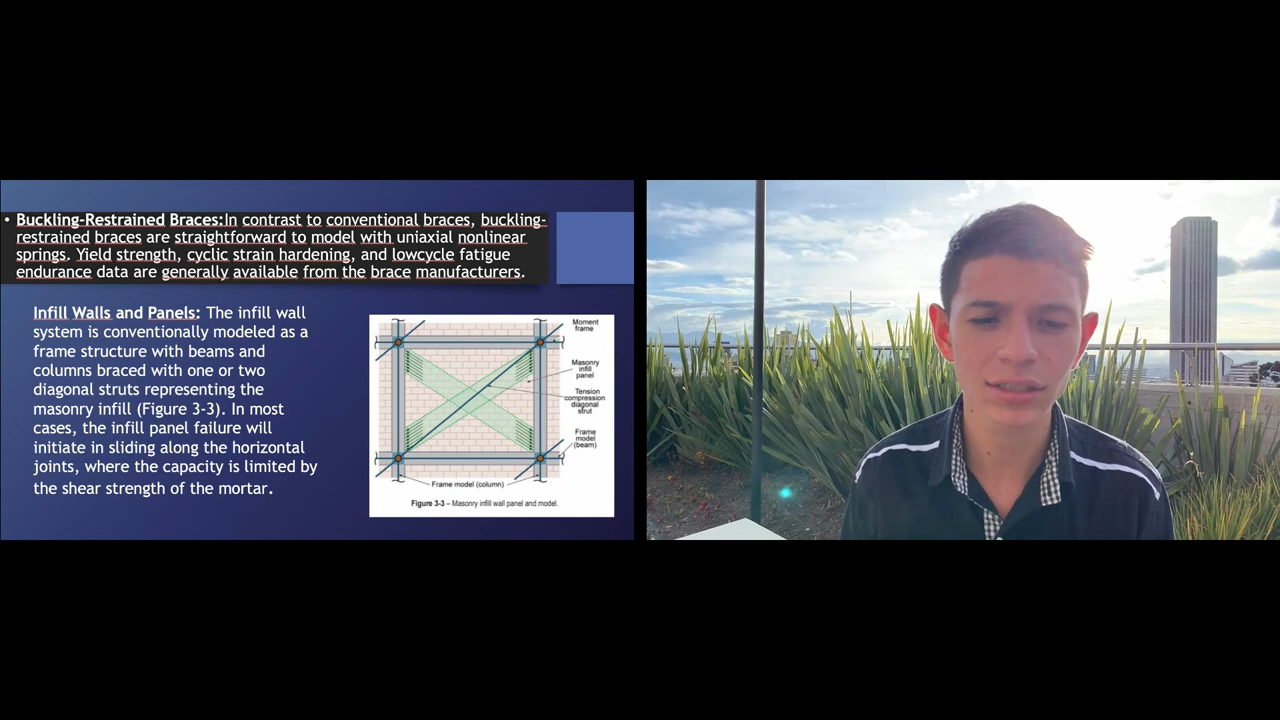 • Buckling-Restrained Braces:In contrast to conventional braces, buckling-
restrained braces are straightforward to model with uniaxial nonlinear
springs. Yield strength, cyclic strain hardening, and lowcycle fatigue
endurance data are generally available from the brace manufacturers.
Infill Walls and Panels: The infill wall
system is conventionally modeled as a
frame structure with beams and
columns braced with one or two
diagonal struts representing the
masonry infill (Figure 3-3). In most
cases, the infill panel failure will
initiate in sliding along the horizontal
joints, where the capacity is limited by
the shear strength of the mortar.
Moment
frame
Masonry
infill
panel
Tension
compression
diagonal
strut
Frame
model
(beam)
Frame model (column)
Figure 3-3 – Masonry infill wall panel and model.